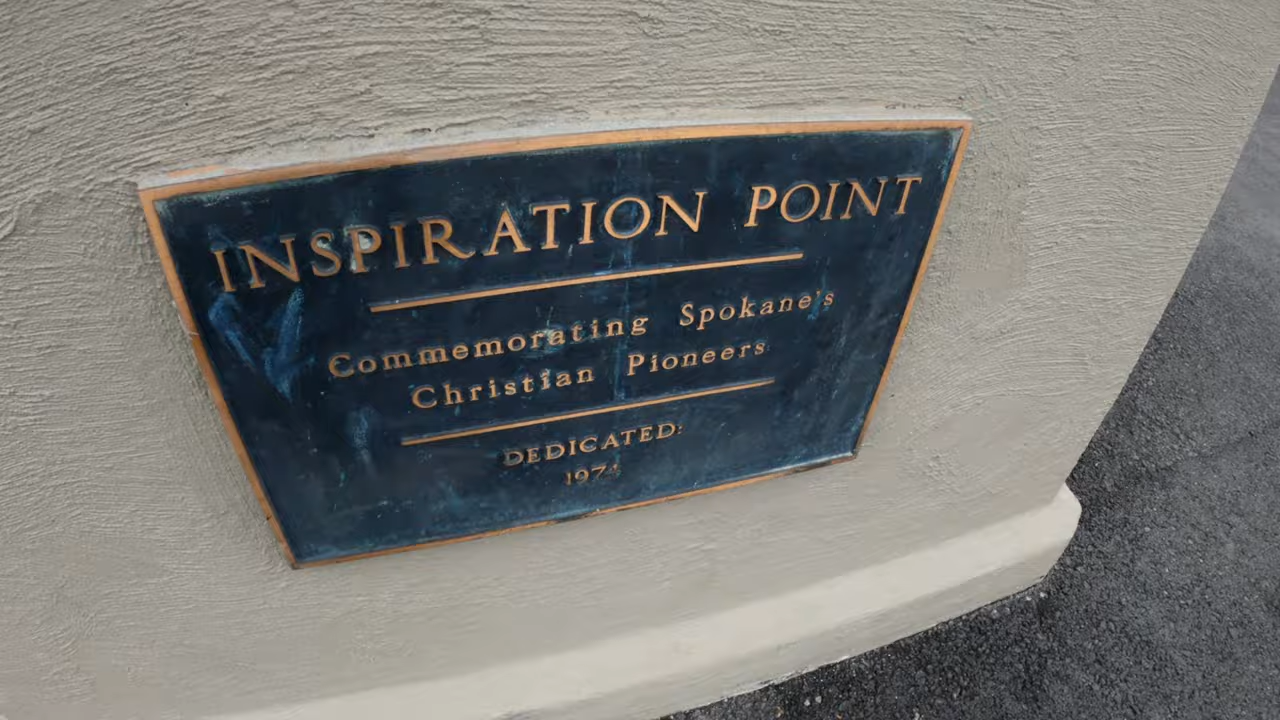 INSPIRATION POINT
Commemorating Spokane's
Christian Pioneers
DEDICATED:
1974